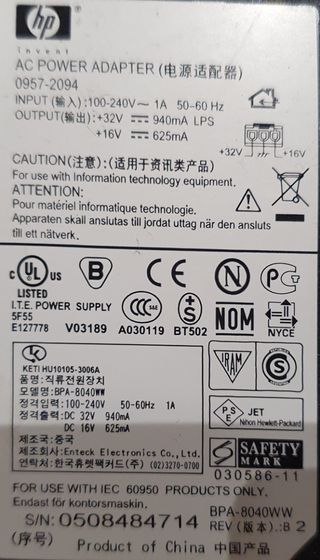 hp
invent
AC POWER ADAPTER (电源适配器)
0957-2094
INPUT (输入):100-240V~ 1A 50-60 Hz
OUTPUT(输出):+32V ⎓ 940mA LPS
+16V ⎓ 625mA
+32V +16V
CAUTION(注意): (适用于资讯类产品)
For use with Information technology equipment.
ATTENTION:
Pour matériel informatique technologic.
Apparaten skall anslutas till jordat uttag när den ansluts
till ett nätverk.
c UL us
LISTED
B
CE
N
I.T.E. POWER SUPPLY
5F55
E127778
V03189
CCC S&E
A030119
+S
BT502
NOM
NYCE
KETI HU10105-3006A
품명:직류전원장치
모델명:BPA-8040WW
정격입력:100-240V 50-60Hz 1A
정격출력:DC 32V 940mA
DC 16V 625mA
제조국:중국
제조원:Enteck Electronics Co.,Ltd.
연락처:한국휴렛팩커드(주) (02)3270-0700
IRAM
S
PSE
JET
Nihon Hewlett-Packard
SAFETY
MARK
030586-11
FOR USE WITH IEC 60950 PRODUCTS ONLY.
Endast för kontorsmaskin.
BPA-8040WW
S/N: 0508484714
REV (版本).: B 2
(序号)
Product of China 中国产品